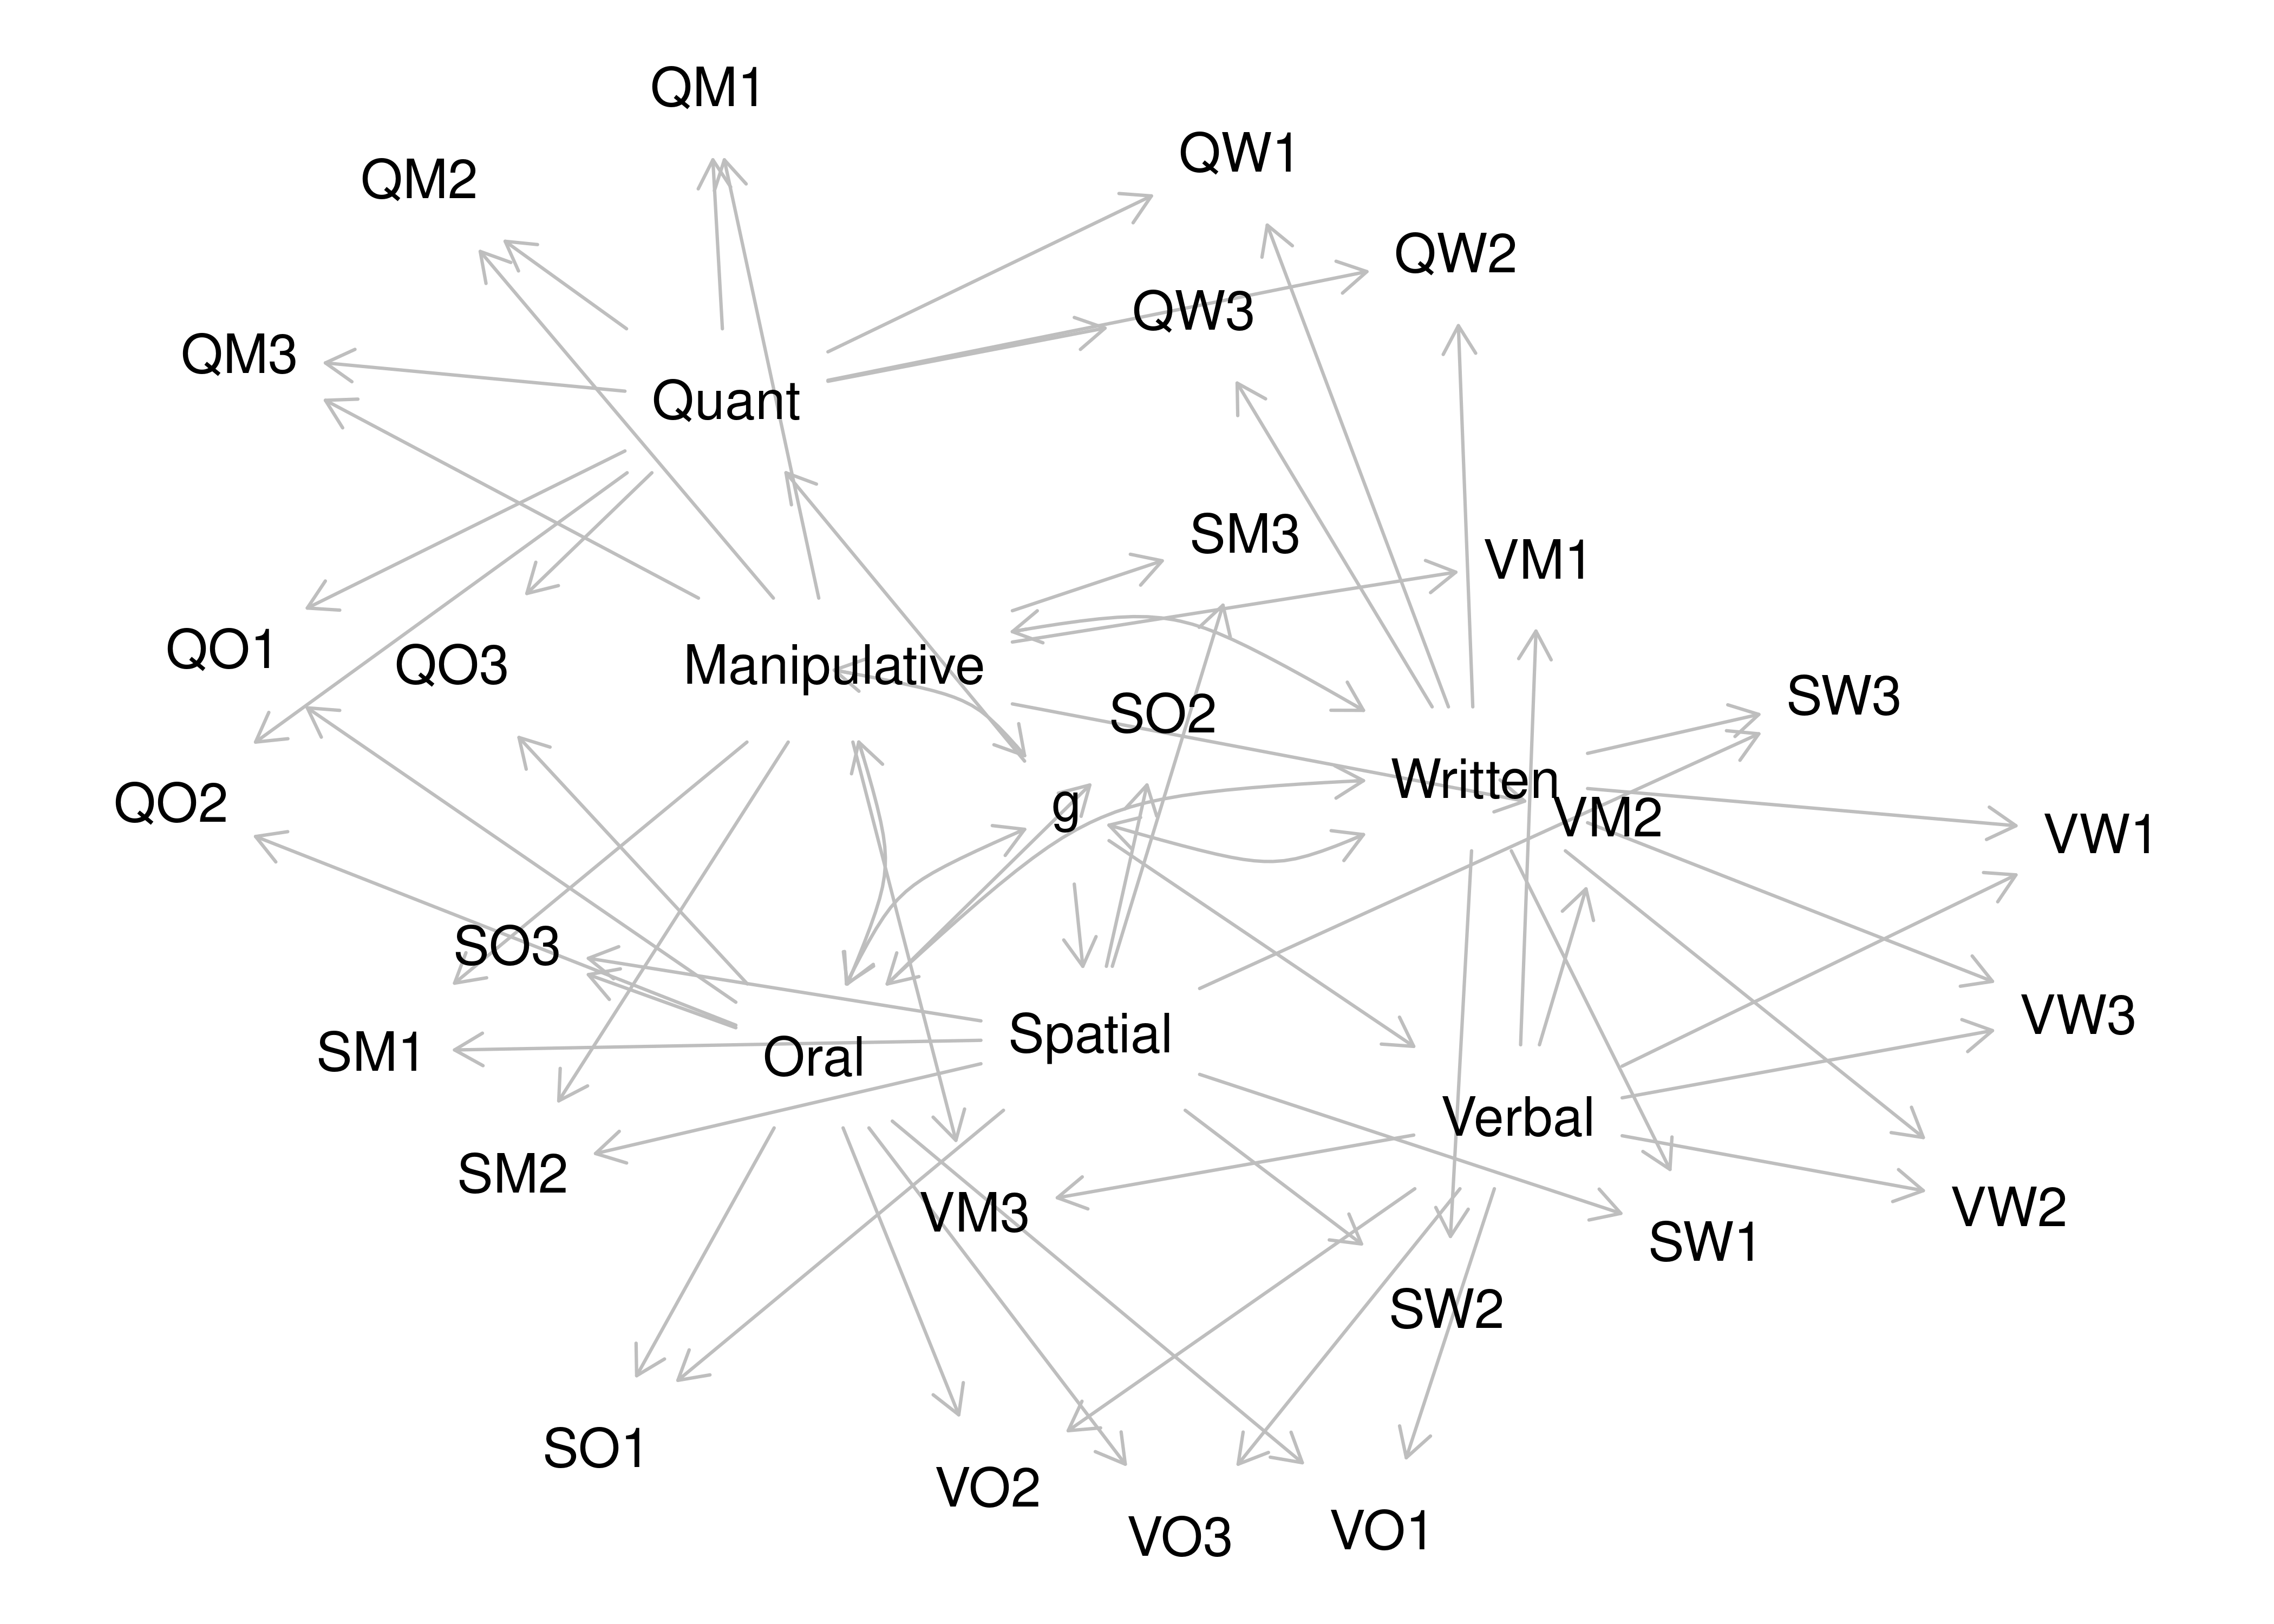 QM1
QW1
QM2
QW2
QW3
QM3
Quant
SM3
VM1
QO1
QO3
Manipulative
SW3
SO2
Written
QO2
g
VM2
VW1
SO3
VW3
Spatial
SM1
Oral
Verbal
SM2
VM3
VW2
SW1
SW2
SO1
VO2
VO3
VO1